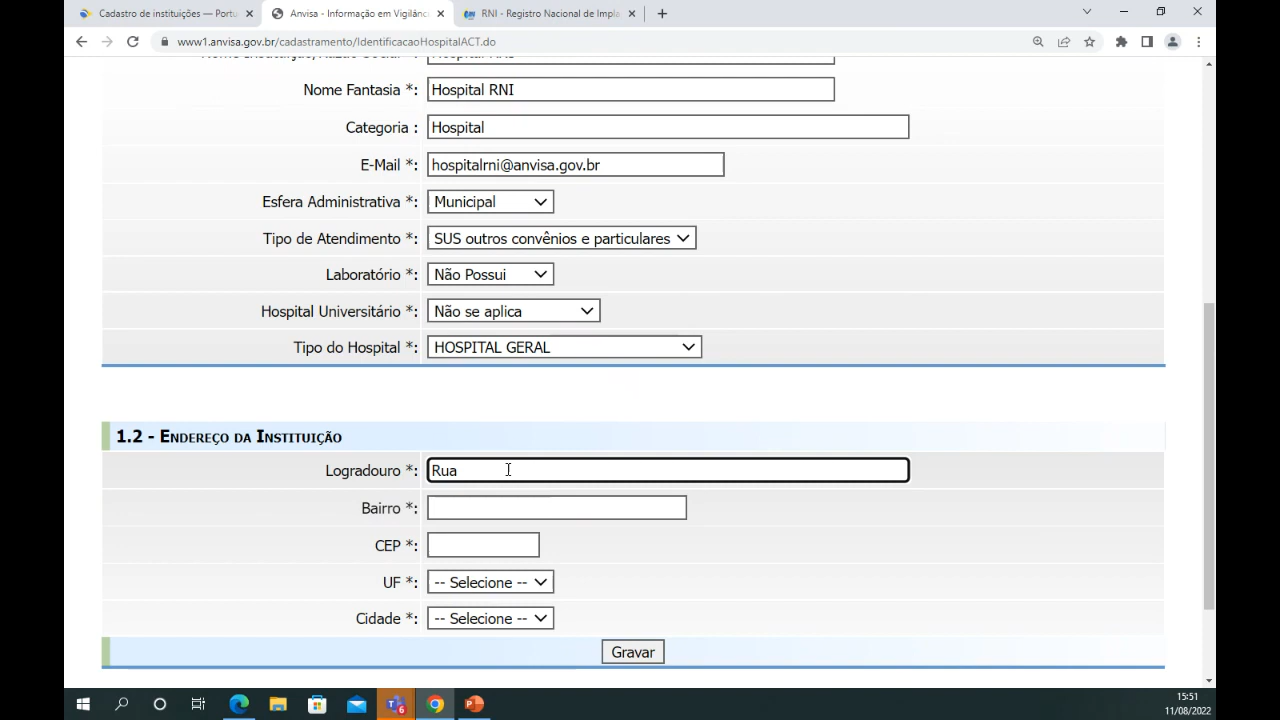 Cadastro de instituições — Portu
Anvisa - Informação em Vigilânc
RNI - Registro Nacional de Impla
www1.anvisa.gov.br/cadastramento/IdentificacaoHospitalACT.do
Nome Fantasia *: Hospital RNI
Categoria : Hospital
E-Mail *: hospitalrni@anvisa.gov.br
Esfera Administrativa *: Municipal
Tipo de Atendimento *: SUS outros convênios e particulares
Laboratório *: Não Possui
Hospital Universitário *: Não se aplica
Tipo do Hospital *: HOSPITAL GERAL
1.2 - ENDEREÇO DA INSTITUIÇÃO
Logradouro *: Rua
Bairro *:
CEP *:
UF *: -- Selecione --
Cidade *: -- Selecione --
Gravar
15:51
11/08/2022